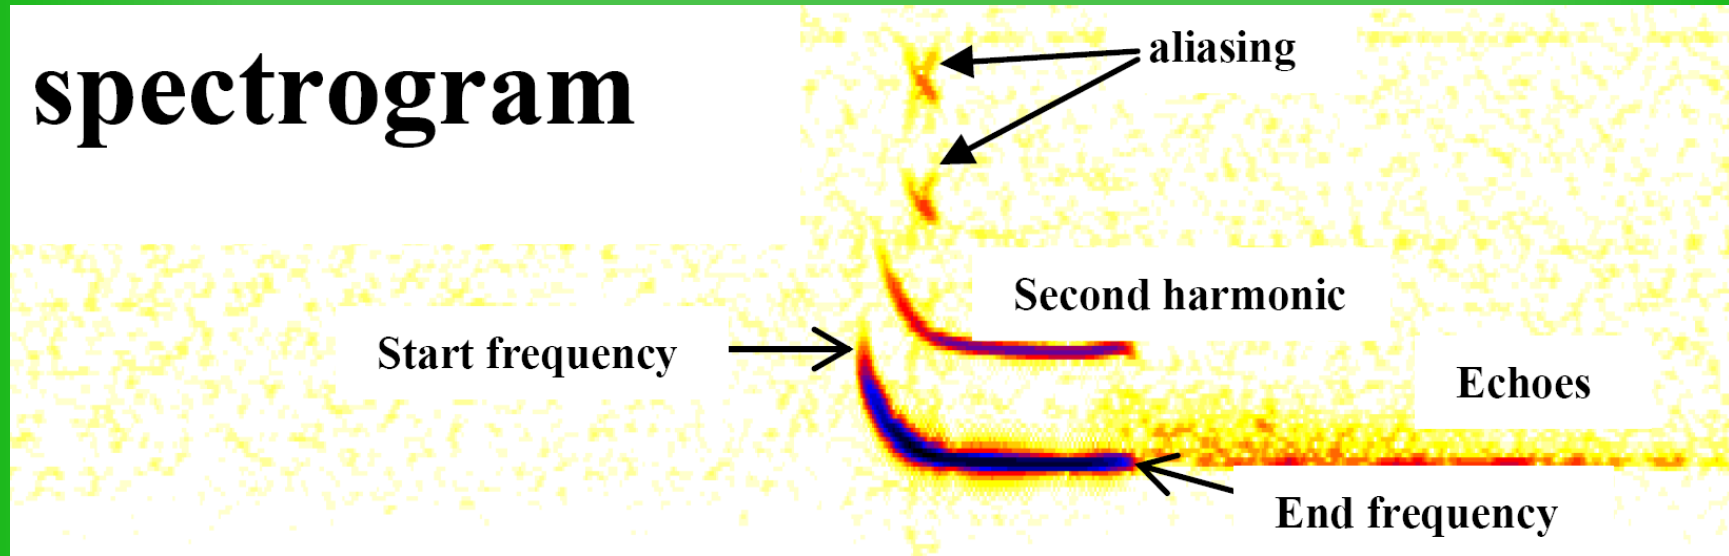 spectrogram
aliasing
Second harmonic
Start frequency
Echoes
End frequency